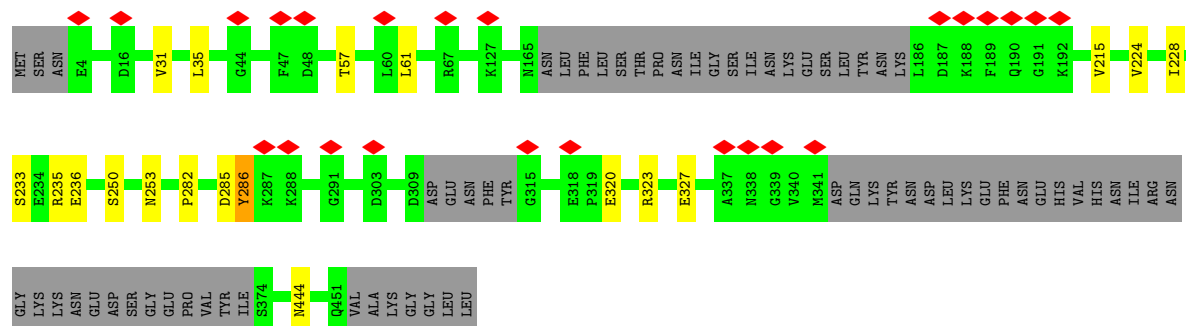 MET SER ASN E4 D16 V31 L35 G44 F47 D48 T57 L60 L61 R67 K127 N165 ASN LEU PHE LEU SER THR PRO ASN ILE GLY SER ILE ASN LYS GLU SER LEU TYR ASN LYS L186 D187 K188 F189 Q190 G191 K192 V215 V224 I228
S233 E234 R235 E236 S250 N253 P282 D285 Y286 K287 K288 G291 D303 D309 ASP GLU ASN PHE TYR G315 E318 P319 E320 R323 E327 A337 N338 G339 V340 M341 ASP GLN LYS TYR ASN ASP LEU LYS GLU PHE ASN GLU HIS VAL HIS ASN ILE ARG ASN
GLY LYS LYS ASN GLU ASP SER GLY GLU PRO VAL TYR ILE S374 N444 Q451 VAL ALA LYS GLY GLY LEU LEU